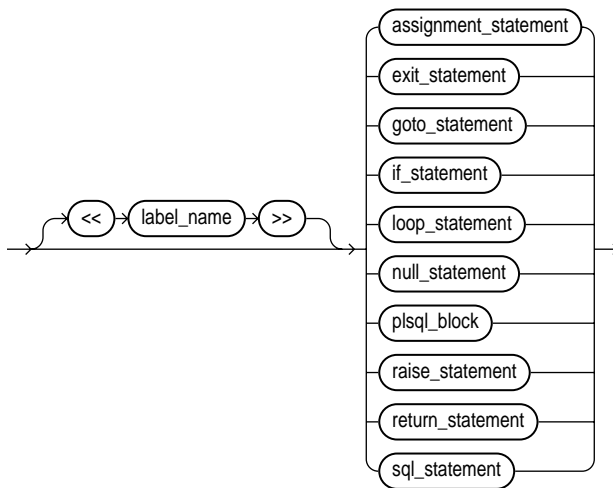 assignment_statement
exit_statement
goto_statement
if_statement
<< label_name >>
loop_statement
null_statement
plsql_block
raise_statement
return_statement
sql_statement